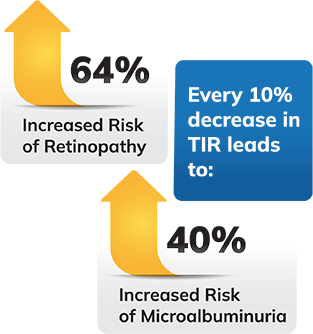 64%
Increased Risk
of Retinopathy
Every 10%
decrease in
TIR leads
to:
40%
Increased Risk
of Microalbuminuria